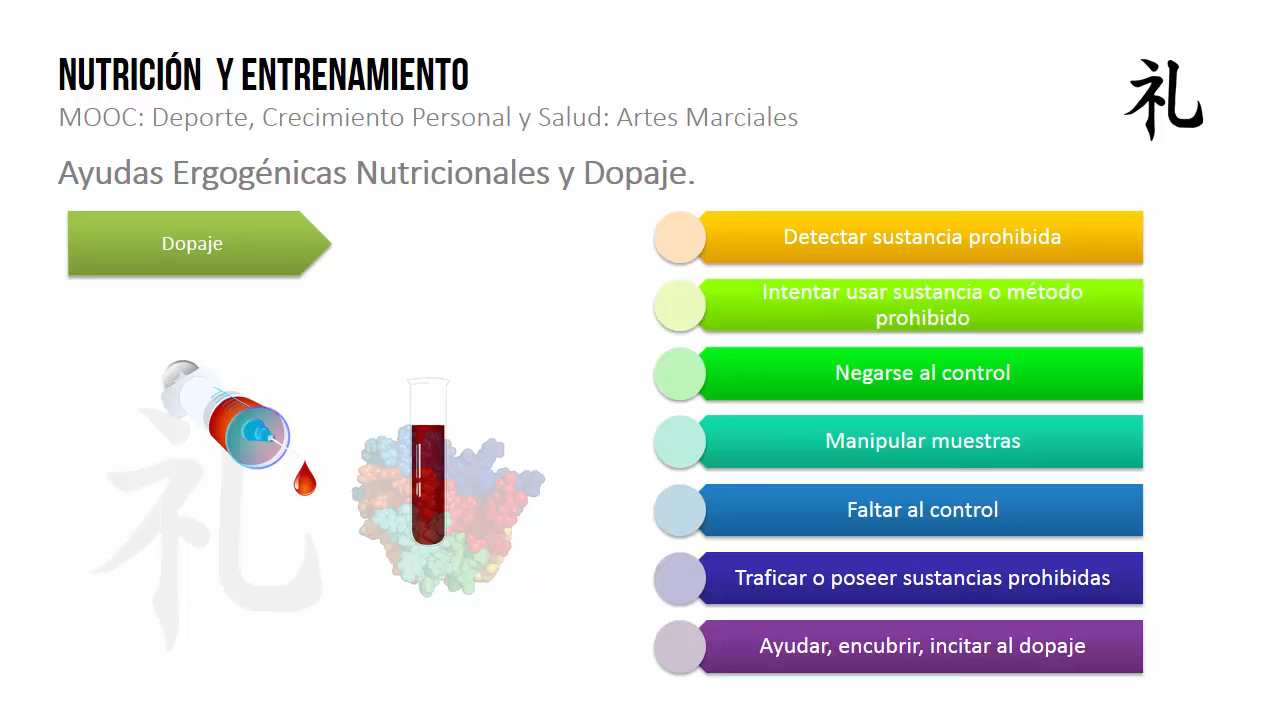 NUTRICIÓN Y ENTRENAMIENTO
礼
MOOC: Deporte, Crecimiento Personal y Salud: Artes Marciales
Ayudas Ergogénicas Nutricionales y Dopaje.
Dopaje
Detectar sustancia prohibida
Intentar usar sustancia o método
prohibido
Negarse al control
Manipular muestras
Faltar al control
Traficar o poseer sustancias prohibidas
Ayudar, encubrir, incitar al dopaje
礼